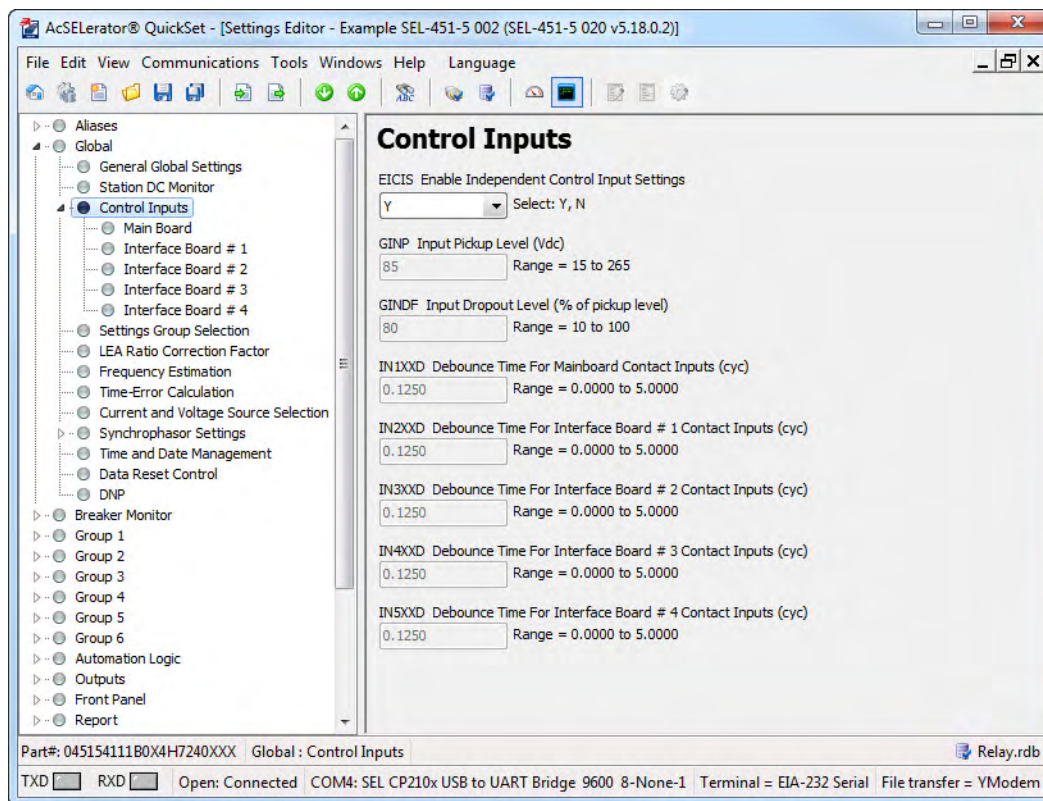 AcSELerator® QuickSet - [Settings Editor - Example SEL-451-5 002 (SEL-451-5 020 v5.18.0.2)]
File Edit View Communications Tools Windows Help Language
ABC
Aliases
Global
General Global Settings
Station DC Monitor
Control Inputs
Main Board
Interface Board # 1
Interface Board # 2
Interface Board # 3
Interface Board # 4
Settings Group Selection
LEA Ratio Correction Factor
Frequency Estimation
Time-Error Calculation
Current and Voltage Source Selection
Synchrophasor Settings
Time and Date Management
Data Reset Control
DNP
Breaker Monitor
Group 1
Group 2
Group 3
Group 4
Group 5
Group 6
Automation Logic
Outputs
Front Panel
Report
Control Inputs
EICIS Enable Independent Control Input Settings
Y Select: Y, N
GINP Input Pickup Level (Vdc)
85 Range = 15 to 265
GINDF Input Dropout Level (% of pickup level)
80 Range = 10 to 100
IN1XXD Debounce Time For Mainboard Contact Inputs (cyc)
0.1250 Range = 0.0000 to 5.0000
IN2XXD Debounce Time For Interface Board # 1 Contact Inputs (cyc)
0.1250 Range = 0.0000 to 5.0000
IN3XXD Debounce Time For Interface Board # 2 Contact Inputs (cyc)
0.1250 Range = 0.0000 to 5.0000
IN4XXD Debounce Time For Interface Board # 3 Contact Inputs (cyc)
0.1250 Range = 0.0000 to 5.0000
IN5XXD Debounce Time For Interface Board # 4 Contact Inputs (cyc)
0.1250 Range = 0.0000 to 5.0000
Part#: 045154111B0X4H7240XXX Global : Control Inputs Relay.rdb
TXD RXD Open: Connected COM4: SEL CP210x USB to UART Bridge 9600 8-None-1 Terminal = EIA-232 Serial File transfer = YModem